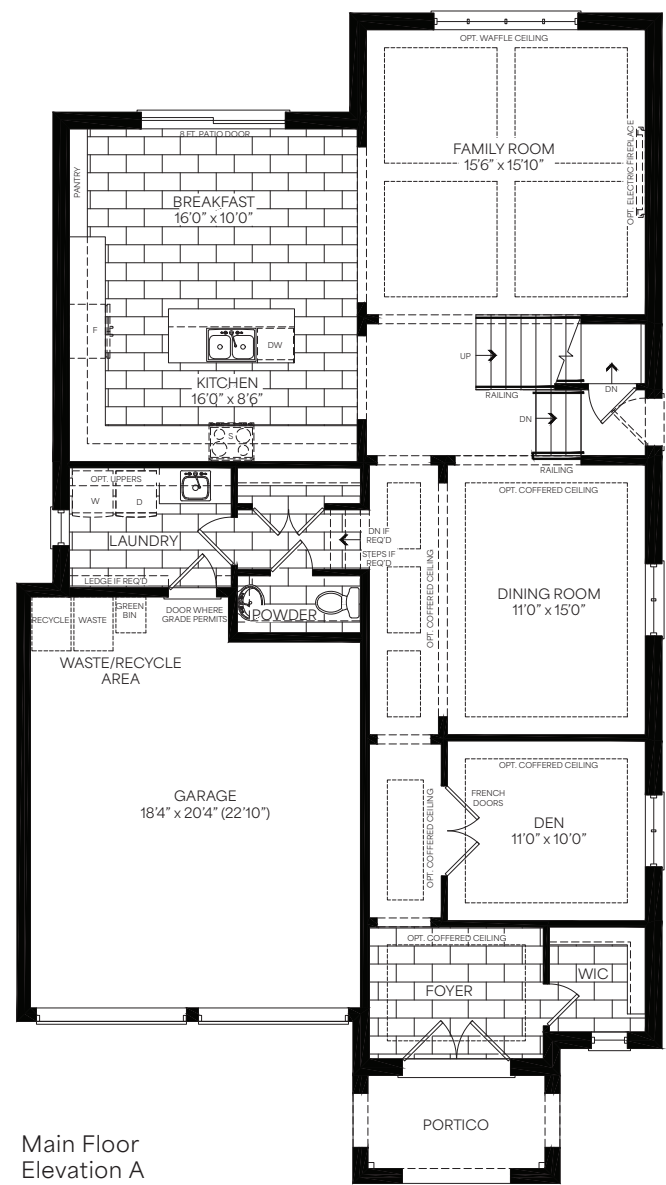 OPT. WAFFLE CEILING
FAMILY ROOM
15'6" x 15'10"
OPT. ELECTRIC FIREPLACE
8 FT. PATIO DOOR
PANTRY
BREAKFAST
16'0" x 10'0"
F
DW
KITCHEN
16'0" x 8'6"
S
UP
RAILING
DN
DN
RAILING
OPT. UPPERS
W
D
LAUNDRY
LEDGE IF REQ'D
DN IF
REQ'D
STEPS IF
REQ'D
POWDER
OPT. COFFERED CEILING
OPT. COFFERED CEILING
DINING ROOM
11'0" x 15'0"
RECYCLE
WASTE
GREEN
BIN
DOOR WHERE
GRADE PERMITS
WASTE/RECYCLE
AREA
GARAGE
18'4" x 20'4" (22'10")
OPT. COFFERED CEILING
OPT. COFFERED CEILING
FRENCH
DOORS
DEN
11'0" x 10'0"
OPT. COFFERED CEILING
FOYER
WIC
PORTICO
Main Floor
Elevation A